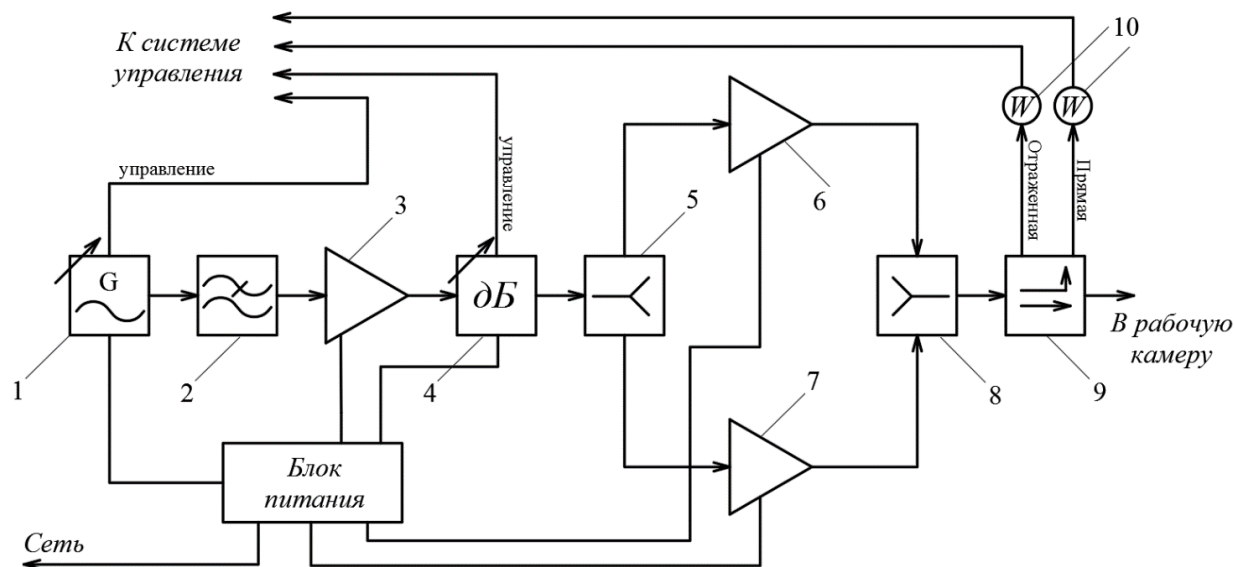 К системе
управления
10
W
W
управление
управление
Отраженная
Прямая
6
3
5
G
дБ
1
2
4
7
8
9
В рабочую
камеру
Блок
питания
Сеть